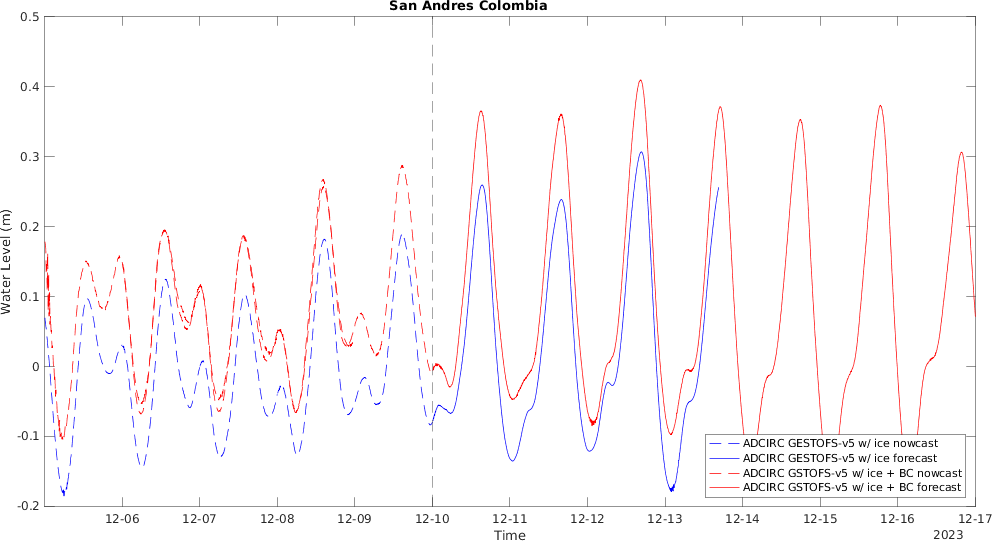 San Andres Colombia
0.5
0.4
0.3
0.2
0.1
0
-0.1
-0.2
Water Level (m)
ADCIRC GESTOFS-v5 w/ ice nowcast
ADCIRC GESTOFS-v5 w/ ice forecast
ADCIRC GSTOFS-v5 w/ ice + BC nowcast
ADCIRC GSTOFS-v5 w/ ice + BC forecast
12-06 12-07 12-08 12-09 12-10 12-11 12-12 12-13 12-14 12-15 12-16 12-17
Time
2023